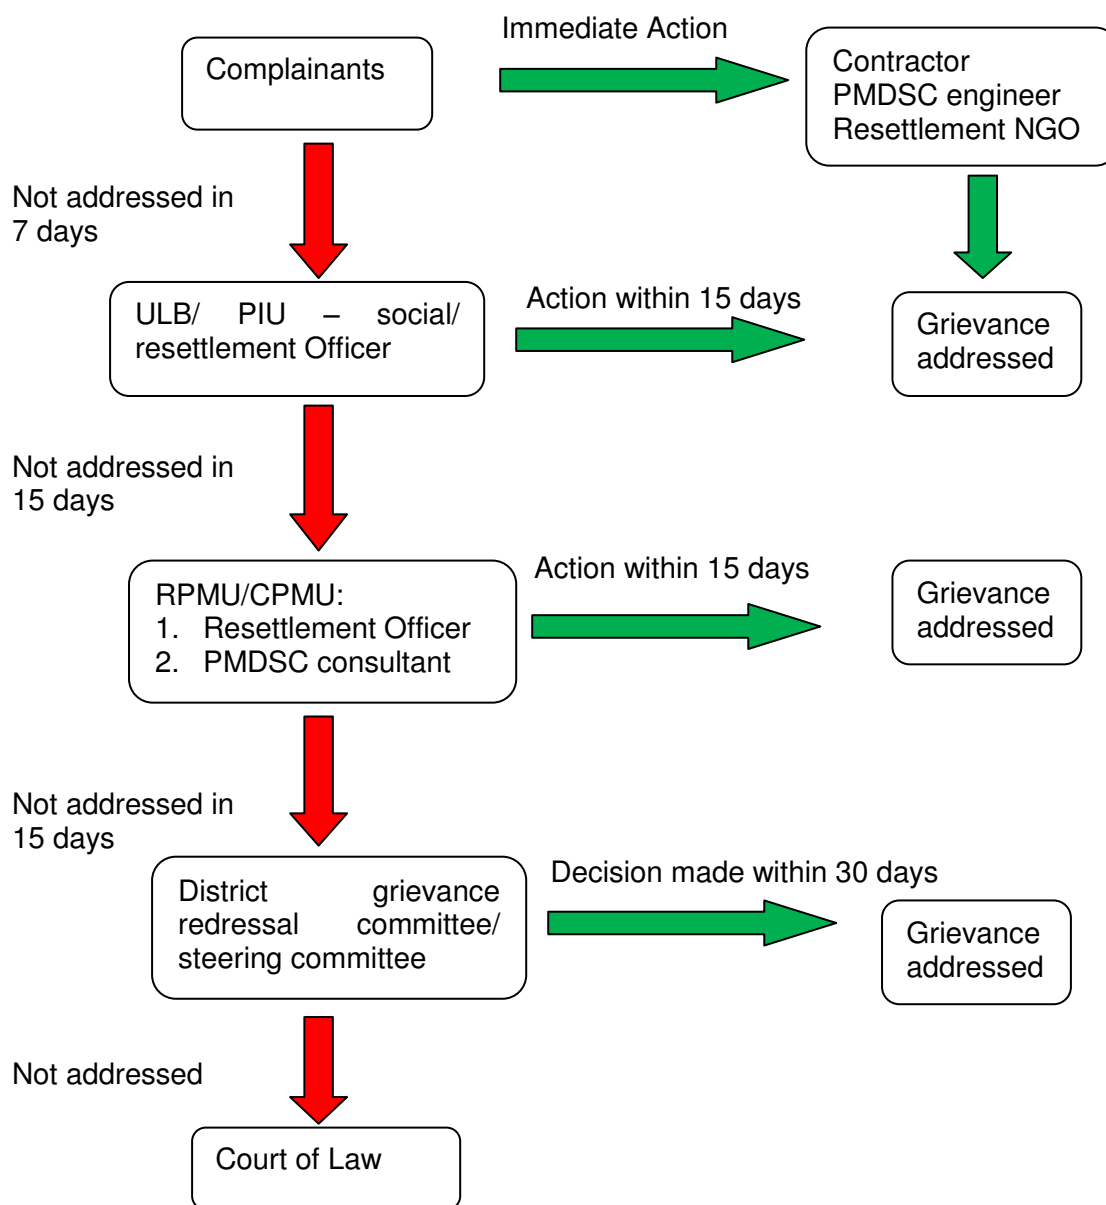 Immediate Action
Complainants
Contractor
PMDSC engineer
Resettlement NGO
Not addressed in
7 days
ULB/ PIU – social/
resettlement Officer
Action within 15 days
Grievance
addressed
Not addressed in
15 days
RPMU/CPMU:
1. Resettlement Officer
2. PMDSC consultant
Action within 15 days
Grievance
addressed
Not addressed in
15 days
District grievance
redressal committee/
steering committee
Decision made within 30 days
Grievance
addressed
Not addressed
Court of Law